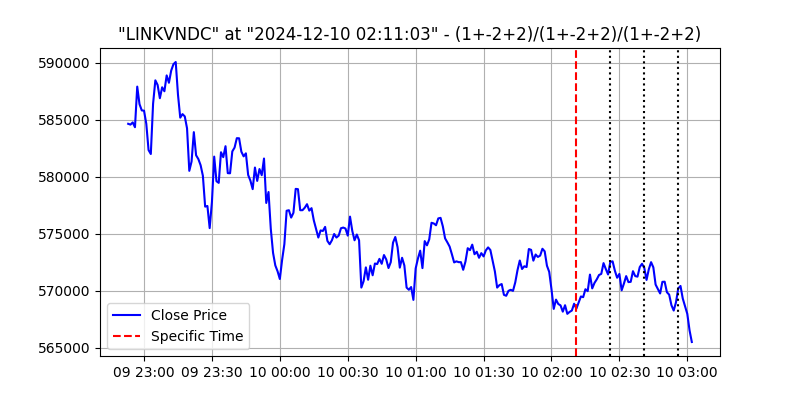 "LINKVNDC" at "2024-12-10 02:11:03" - (1+-2+2)/(1+-2+2)/(1+-2+2)
590000
585000
580000
575000
570000
565000
Close Price
Specific Time
09 23:00 09 23:30 10 00:00 10 00:30 10 01:00 10 01:30 10 02:00 10 02:30 10 03:00